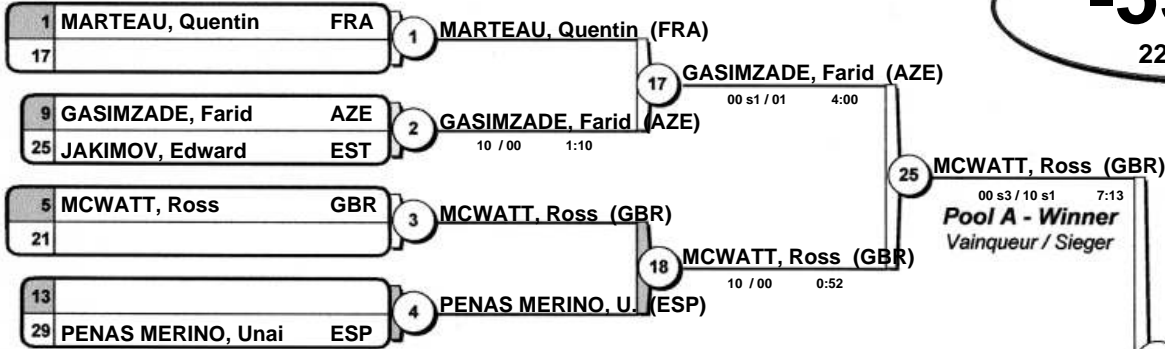 1 MARTEAU, Quentin FRA
17
1 MARTEAU, Quentin (FRA)
9 GASIMZADE, Farid AZE
25 JAKIMOV, Edward EST
2 GASIMZADE, Farid (AZE)
10 / 00 1:10
17 GASIMZADE, Farid (AZE)
00 s1 / 01 4:00
5 MCWATT, Ross GBR
21
3 MCWATT, Ross (GBR)
13
29 PENAS MERINO, Unai ESP
4 PENAS MERINO, U. (ESP)
18 MCWATT, Ross (GBR)
10 / 00 0:52
25 MCWATT, Ross (GBR)
00 s3 / 10 s1 7:13
Pool A - Winner
Vainqueur / Sieger
22